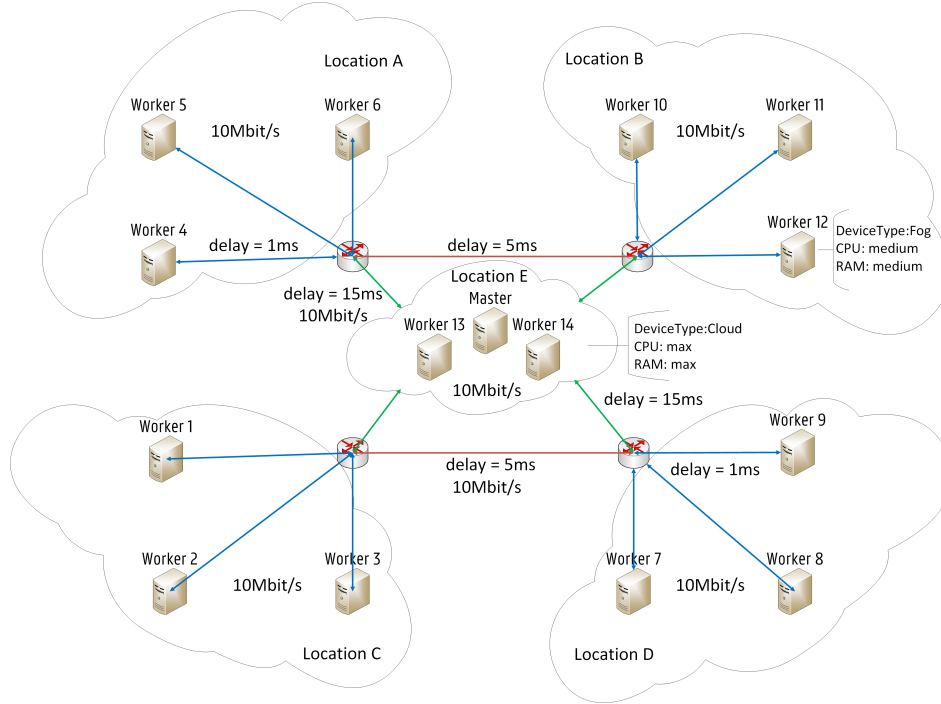 Location A
Location B
Worker 5
Worker 6
Worker 10
Worker 11
10Mbit/s
10Mbit/s
Worker 4
Worker 12
delay = 1ms
delay = 5ms
DeviceType:Fog
CPU: medium
RAM: medium
Location E
Master
delay = 15ms
10Mbit/s
Worker 13
Worker 14
DeviceType:Cloud
CPU: max
RAM: max
10Mbit/s
delay = 15ms
Worker 1
Worker 9
delay = 5ms
10Mbit/s
delay = 1ms
Worker 2
Worker 3
Worker 7
Worker 8
10Mbit/s
10Mbit/s
Location C
Location D